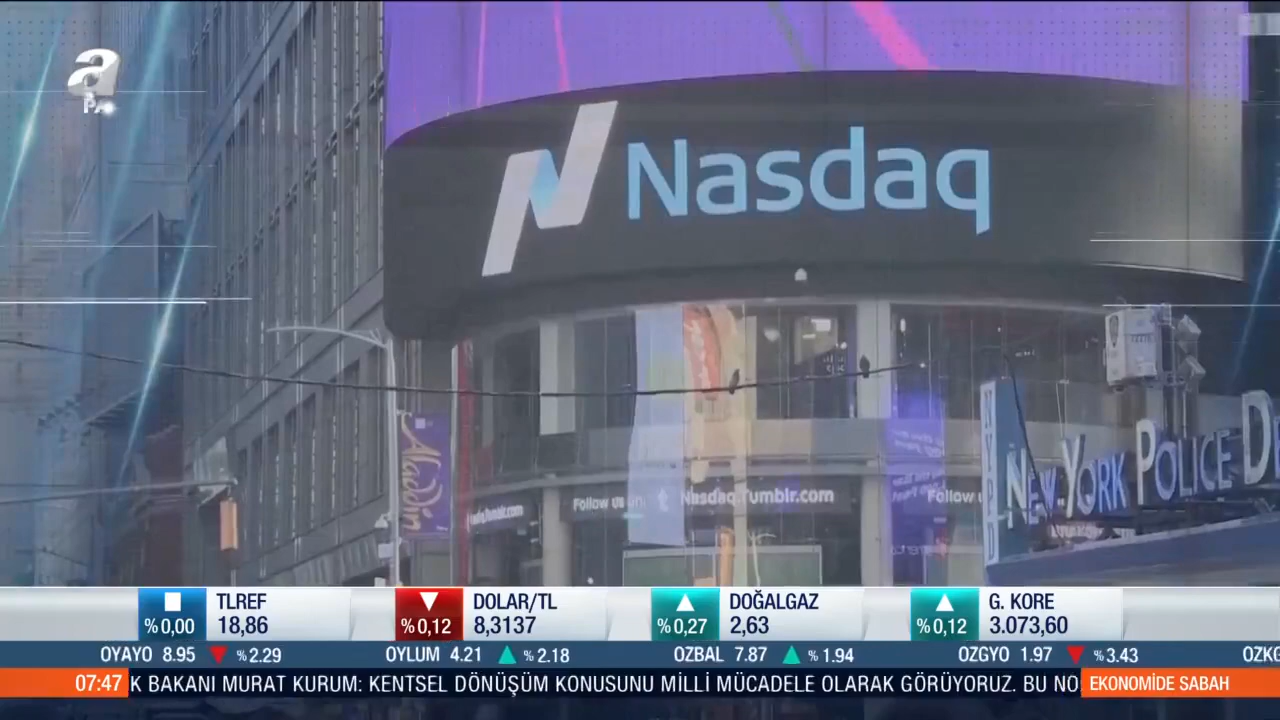 a
PA
Nasdaq
Aladdin
Follow us on
Nasdaq.Tumblr.com
Follow
NYPD
NEW YORK POLICE DE
TLREF
% 0,00 18,86
DOLAR/TL
% 0,12 8,3137
DOĞALGAZ
% 0,27 2,63
G. KORE
% 0,12 3.073,60
OYAYO 8.95 %2.29 OYLUM 4.21 % 2.18 OZBAL 7.87 % 1.94 OZGYO 1.97 %3.43 OZKG
07:47 K BAKANI MURAT KURUM: KENTSEL DÖNÜŞÜM KONUSUNU MİLLİ MÜCADELE OLARAK GÖRÜYORUZ. BU NO EKONOMİDE SABAH